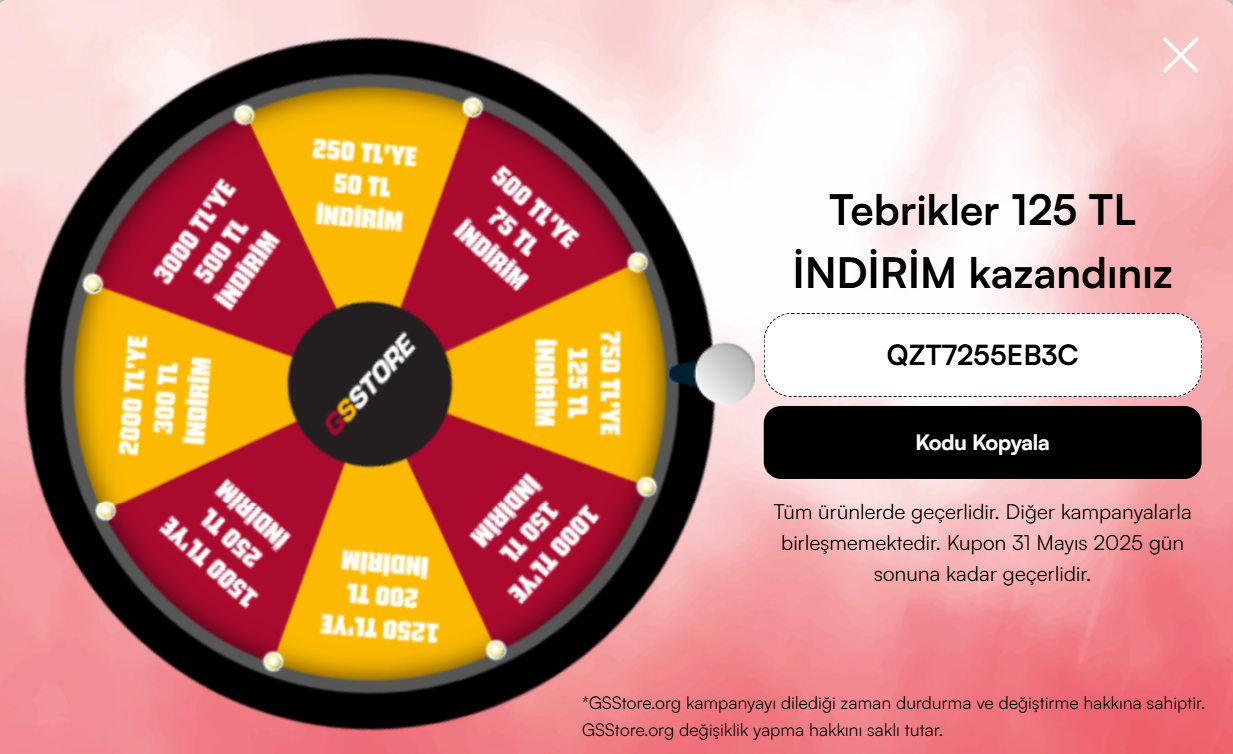 250 TL'YE
50 TL
İNDİRİM
500 TL'YE
75 TL
İNDİRİM
750 TL'YE
125 TL
İNDİRİM
1000 TL'YE
150 TL
İNDİRİM
1250 TL'YE
200 TL
İNDİRİM
1500 TL'YE
250 TL
İNDİRİM
2000 TL'YE
300 TL
İNDİRİM
3000 TL'YE
500 TL
İNDİRİM
GSSTORE
Tebrikler 125 TL
İNDİRİM kazandınız
QZT7255EB3C
Kodu Kopyala
Tüm ürünlerde geçerlidir. Diğer kampanyalarla
birleşmemektedir. Kupon 31 Mayıs 2025 gün
sonuna kadar geçerlidir.
*GSStore.org kampanyayı dilediği zaman durdurma ve değiştirme hakkına sahiptir.
GSStore.org değişiklik yapma hakkını saklı tutar.